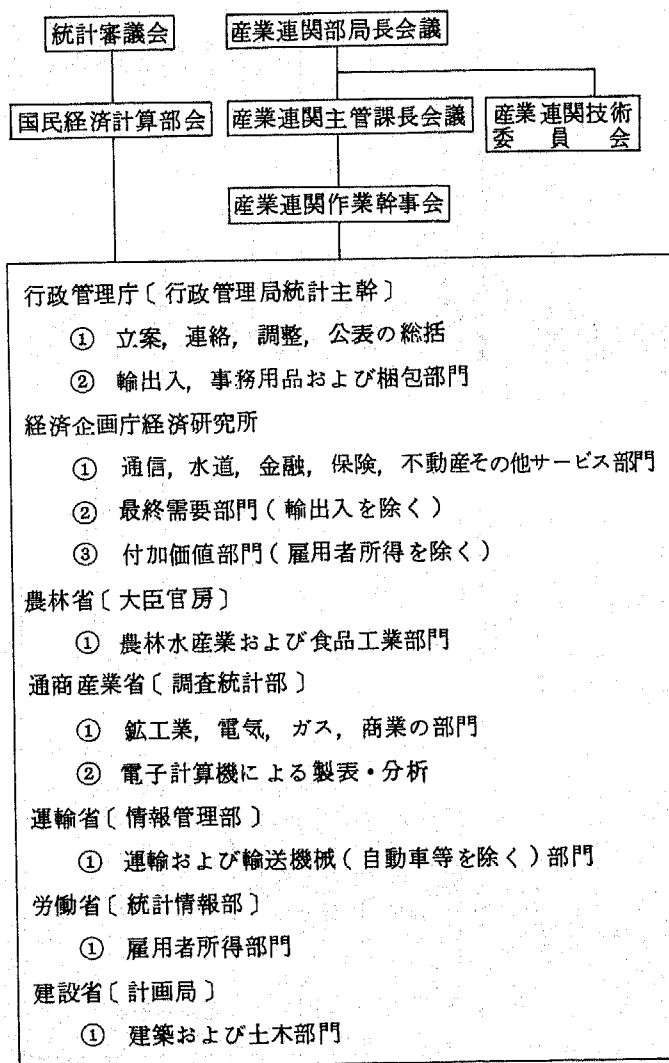 統計審議会
産業連関部局長会議
国民経済計算部会
産業連関主管課長会議
産業連関技術
委員会
産業連関作業幹事会
行政管理庁〔行政管理局統計主幹〕
① 立案，連絡，調整，公表の総括
② 輸出入，事務用品および梱包部門
経済企画庁経済研究所
① 通信，水道，金融，保険，不動産その他サービス部門
② 最終需要部門（輸出入を除く）
③ 付加価値部門（雇用者所得を除く）
農林省〔大臣官房〕
① 農林水産業および食品工業部門
通商産業省〔調査統計部〕
① 鉱工業，電気，ガス，商業の部門
② 電子計算機による製表・分析
運輸省〔情報管理部〕
① 運輸および輸送機械（自動車等を除く）部門
労働省〔統計情報部〕
① 雇用者所得部門
建設省〔計画局〕
① 建築および土木部門